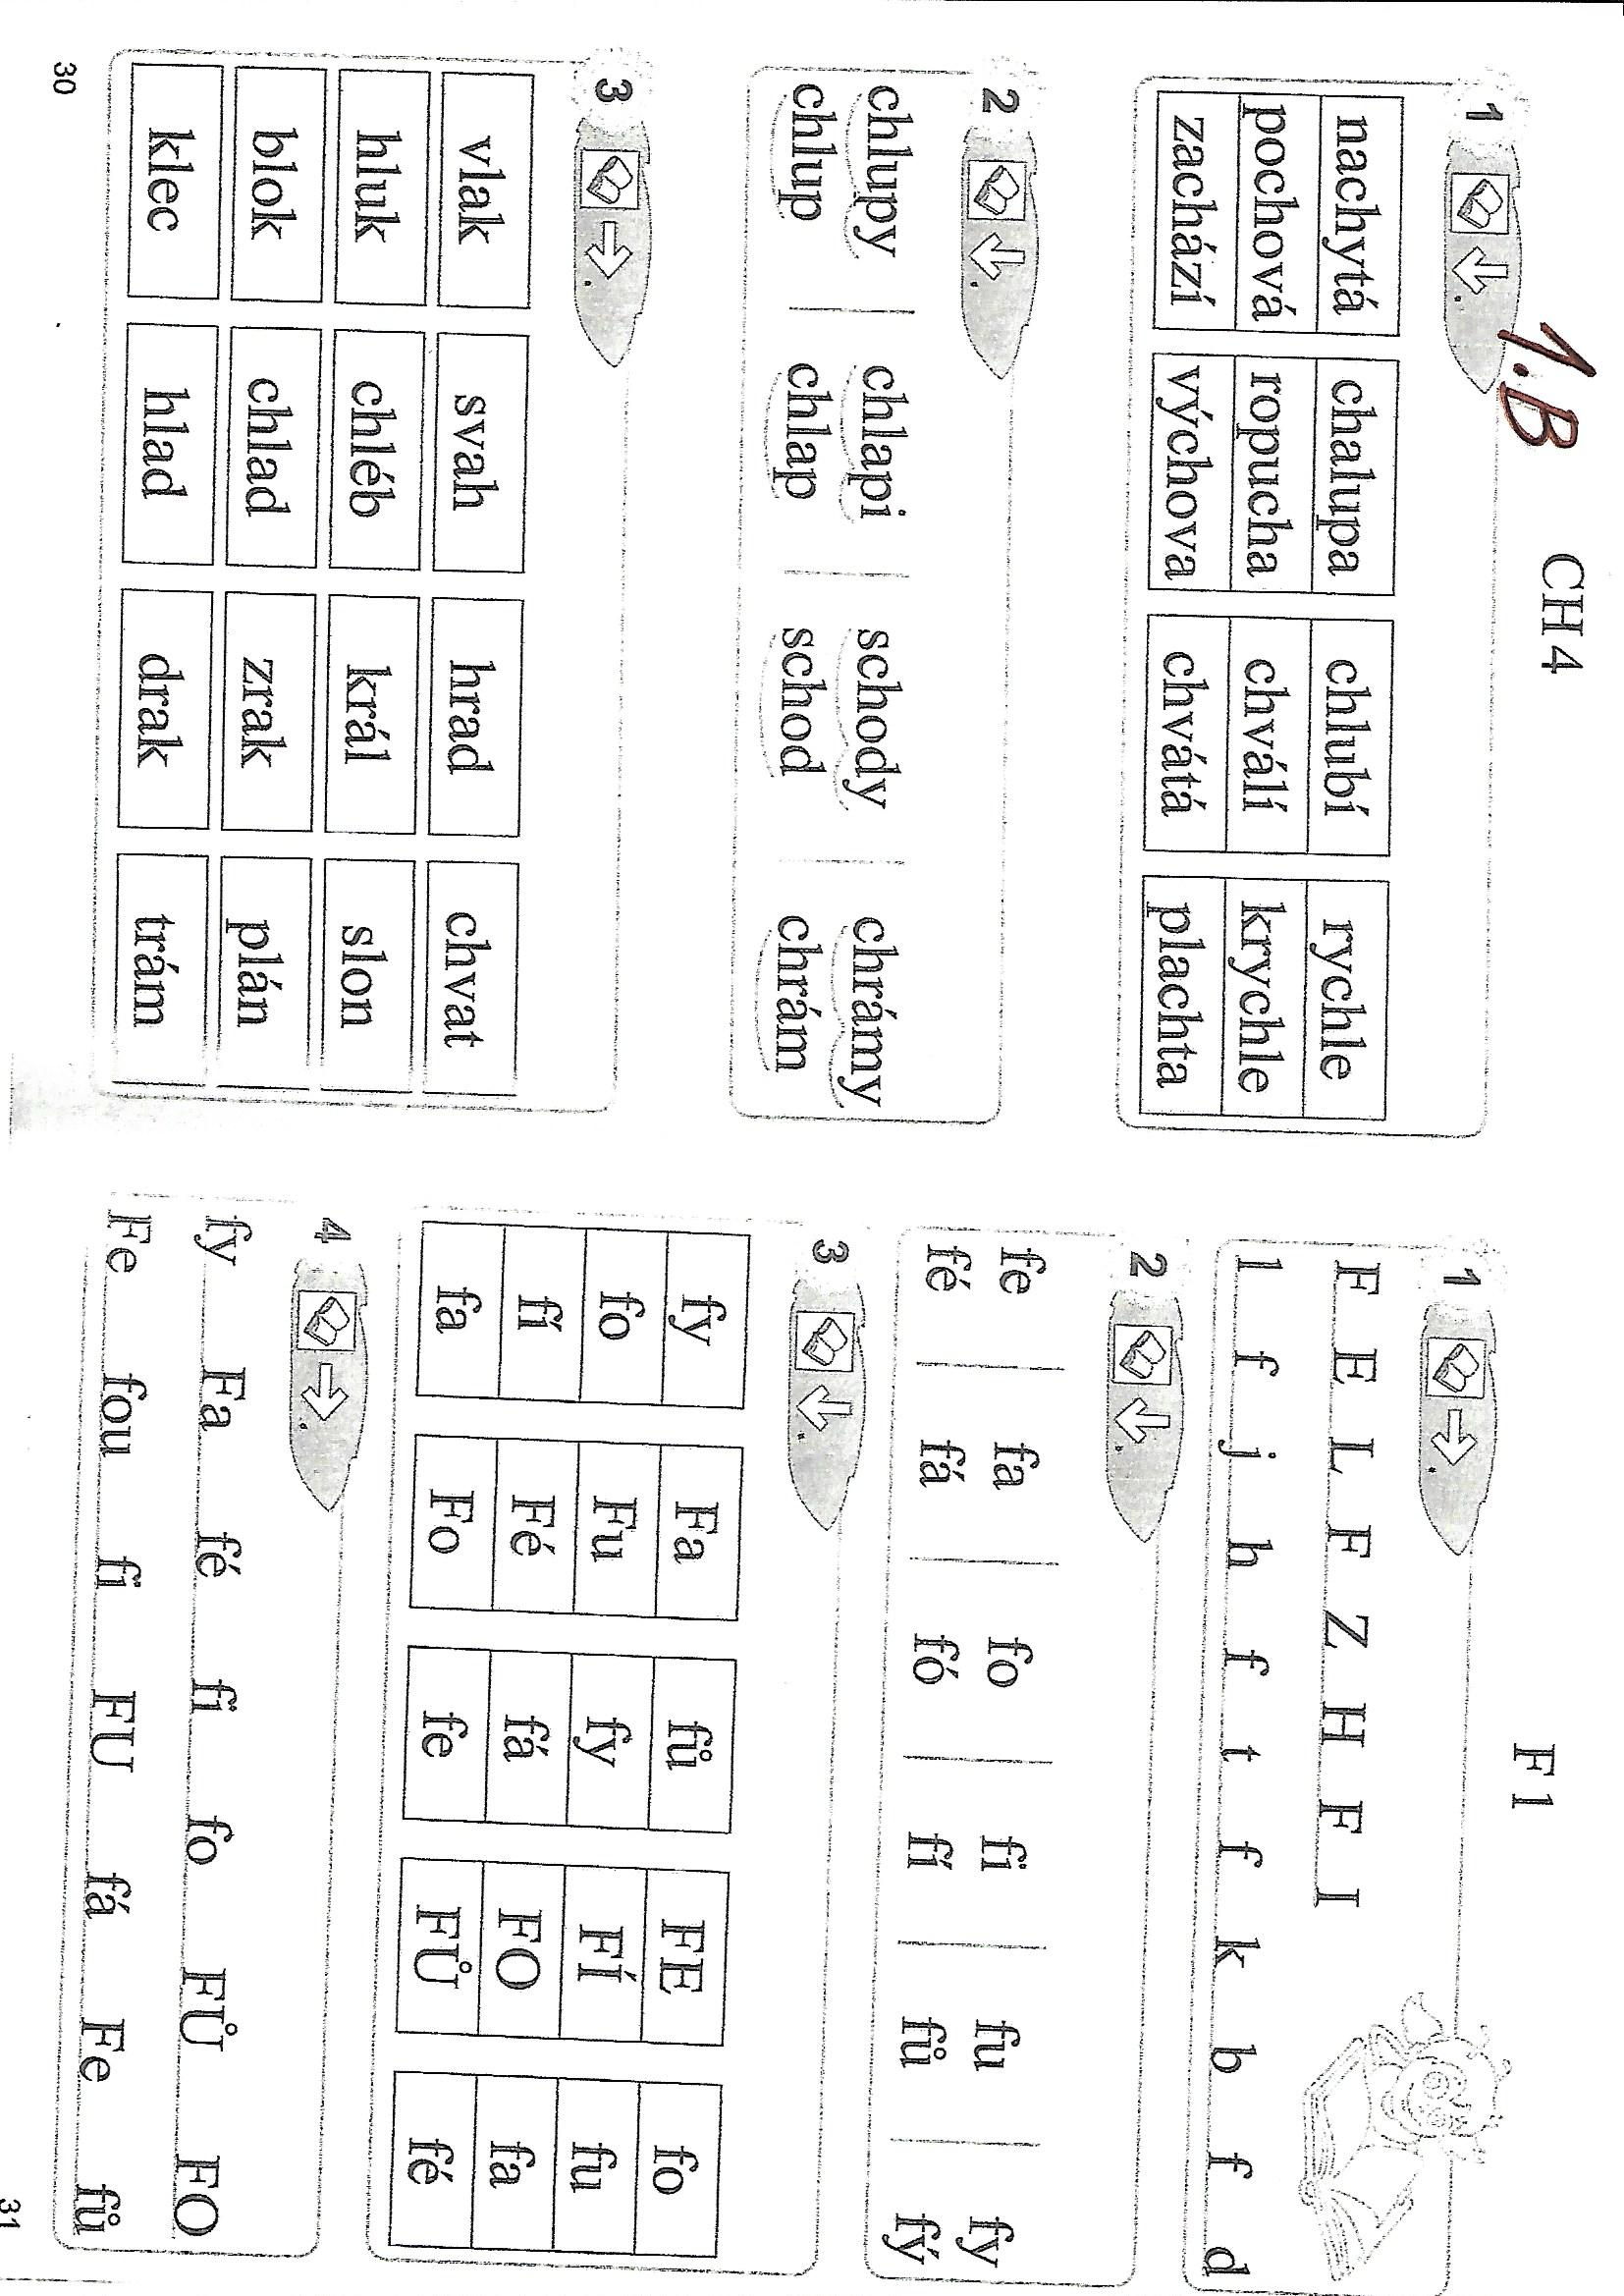 1.B
CH 4
1
nachytá chalupa chlubí rychle
pochová ropucha chválí krychle
zachází výchova chvátá plachta
2
chlupy chlapi schody chrámy
chlup chlap schod chrám
3
vlak svah hrad chvat
hluk chléb král slon
blok chlad zrak plán
klec hlad drak trám
30
F 1
1
F E L F Z H F I
l f j h f t f k b f d
2
fe fa fo fi fu fy
fé fá fó fí fů fý
3
fy Fa fů FE fo
fo Fu fy FÍ fu
fí Fé fá FO fa
fa Fo fe FŮ fé
4
fy Fa fé fi fo FŮ FO
Fe fou fi FU fá Fe fů
31